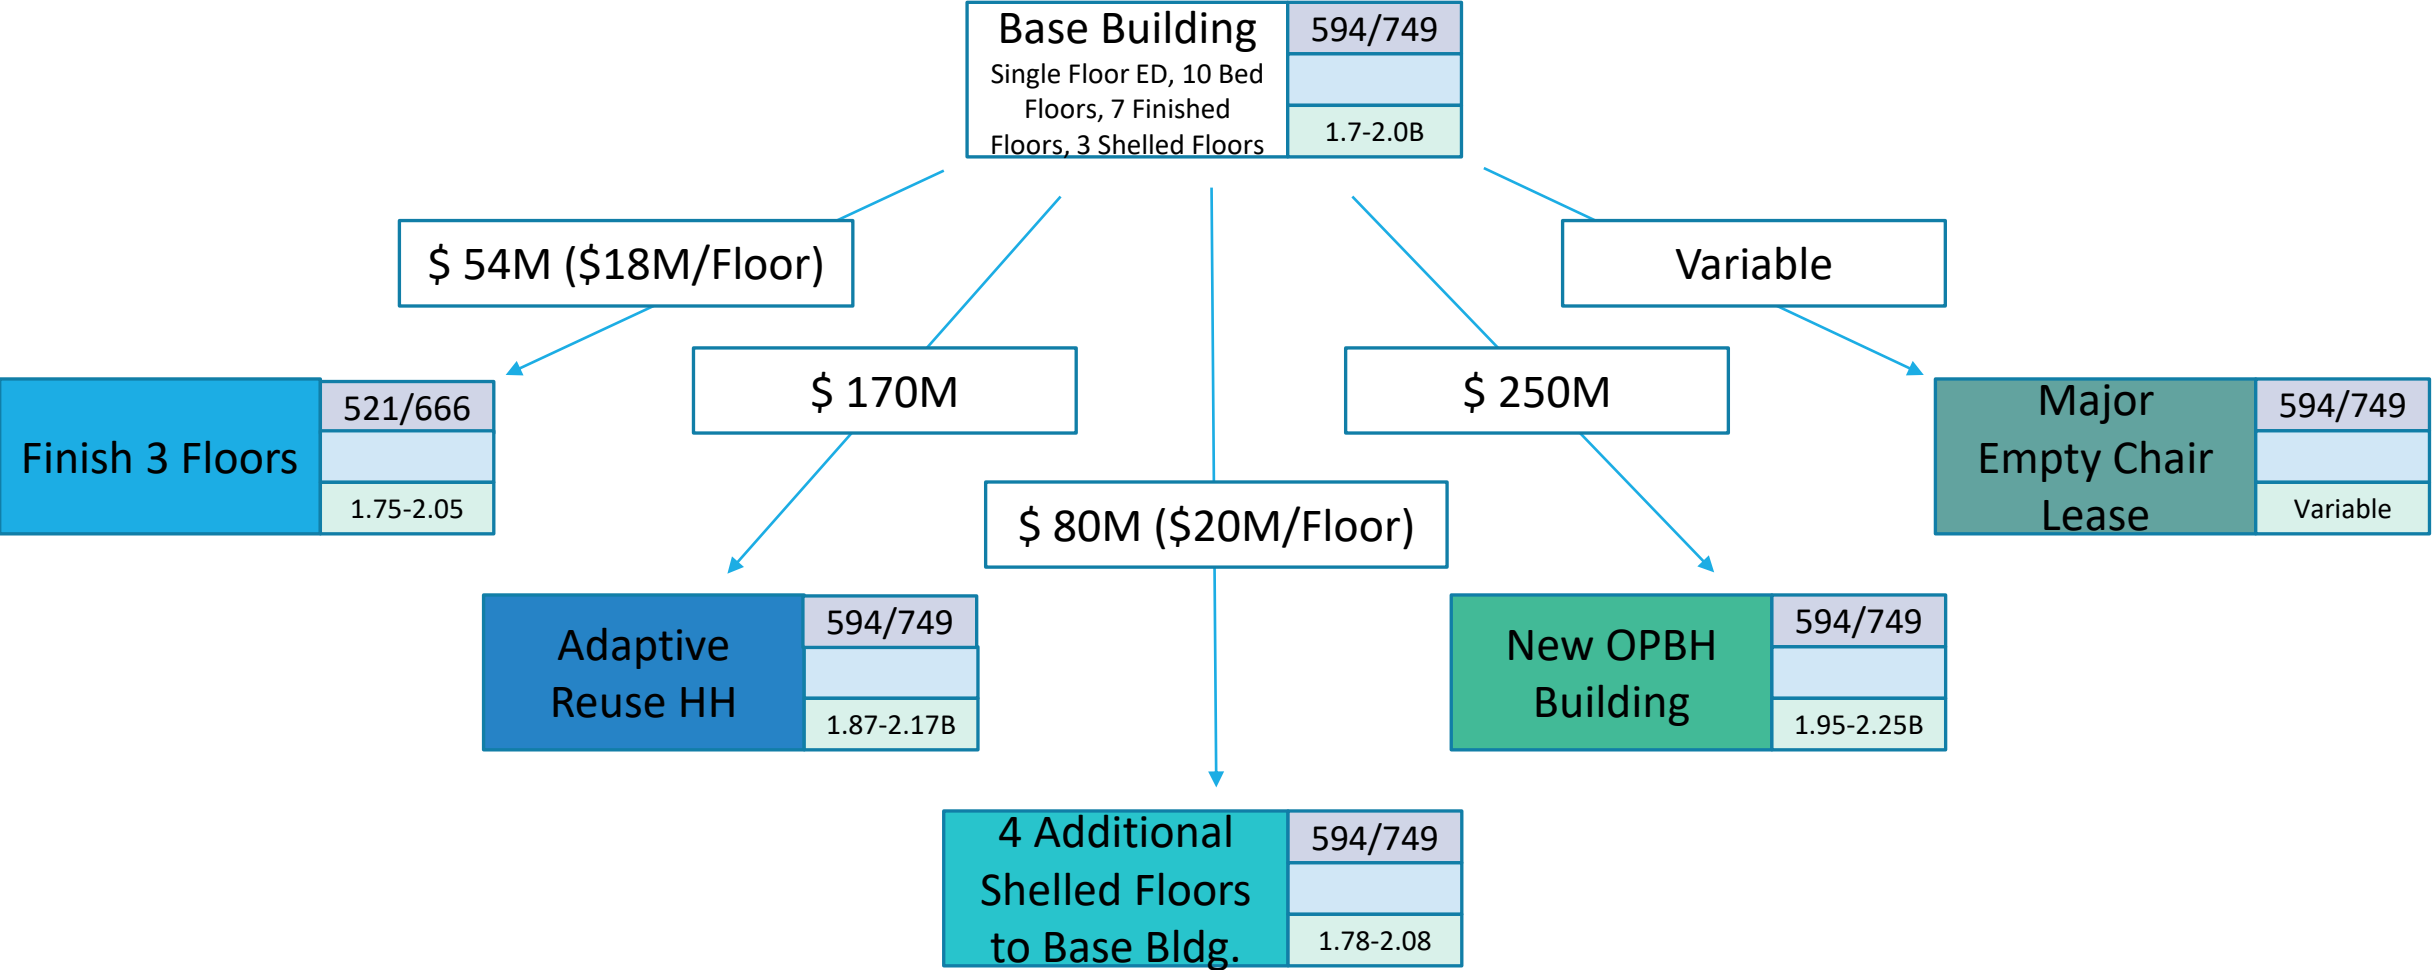 Base Building
Single Floor ED, 10 Bed
Floors, 7 Finished
Floors, 3 Shelled Floors
594/749
1.7-2.0B
$ 54M ($18M/Floor)
Variable
$ 170M
$ 250M
$ 80M ($20M/Floor)
Finish 3 Floors
521/666
1.75-2.05
Major
Empty Chair
Lease
594/749
Variable
Adaptive
Reuse HH
594/749
1.87-2.17B
New OPBH
Building
594/749
1.95-2.25B
4 Additional
Shelled Floors
to Base Bldg.
594/749
1.78-2.08